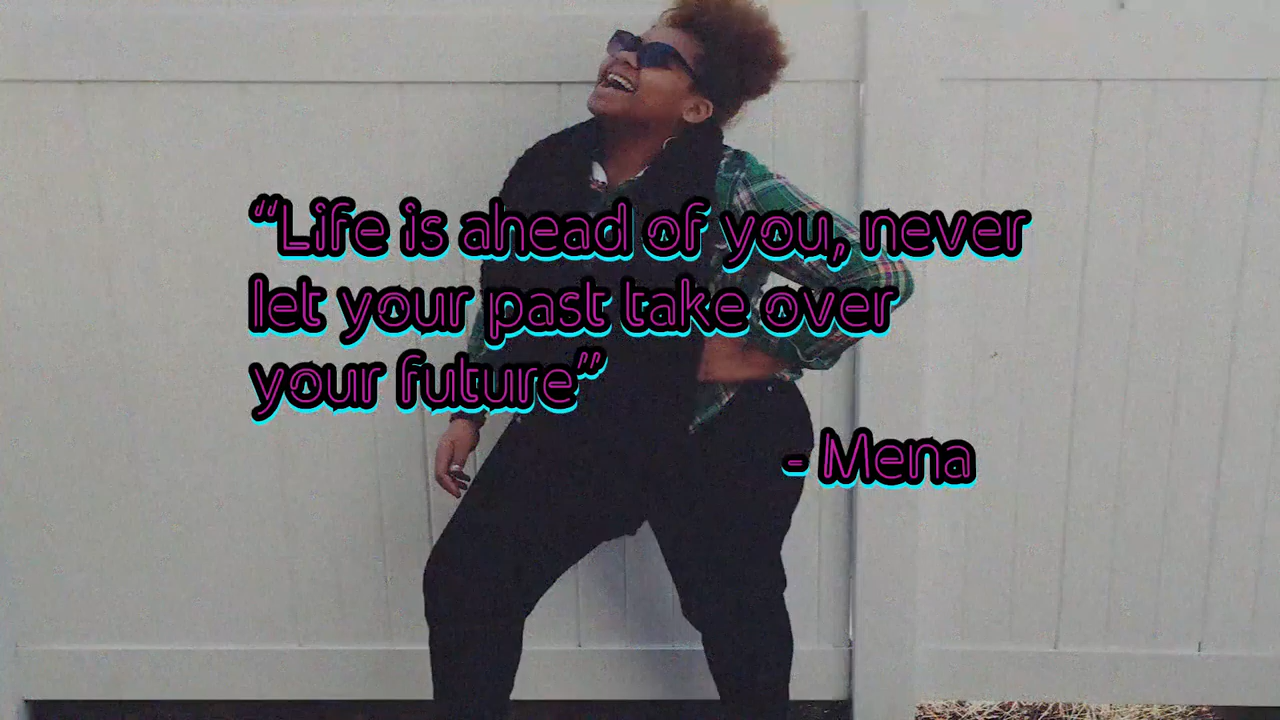 “Life is ahead of you, never
let your past take over
your future”
- Mena